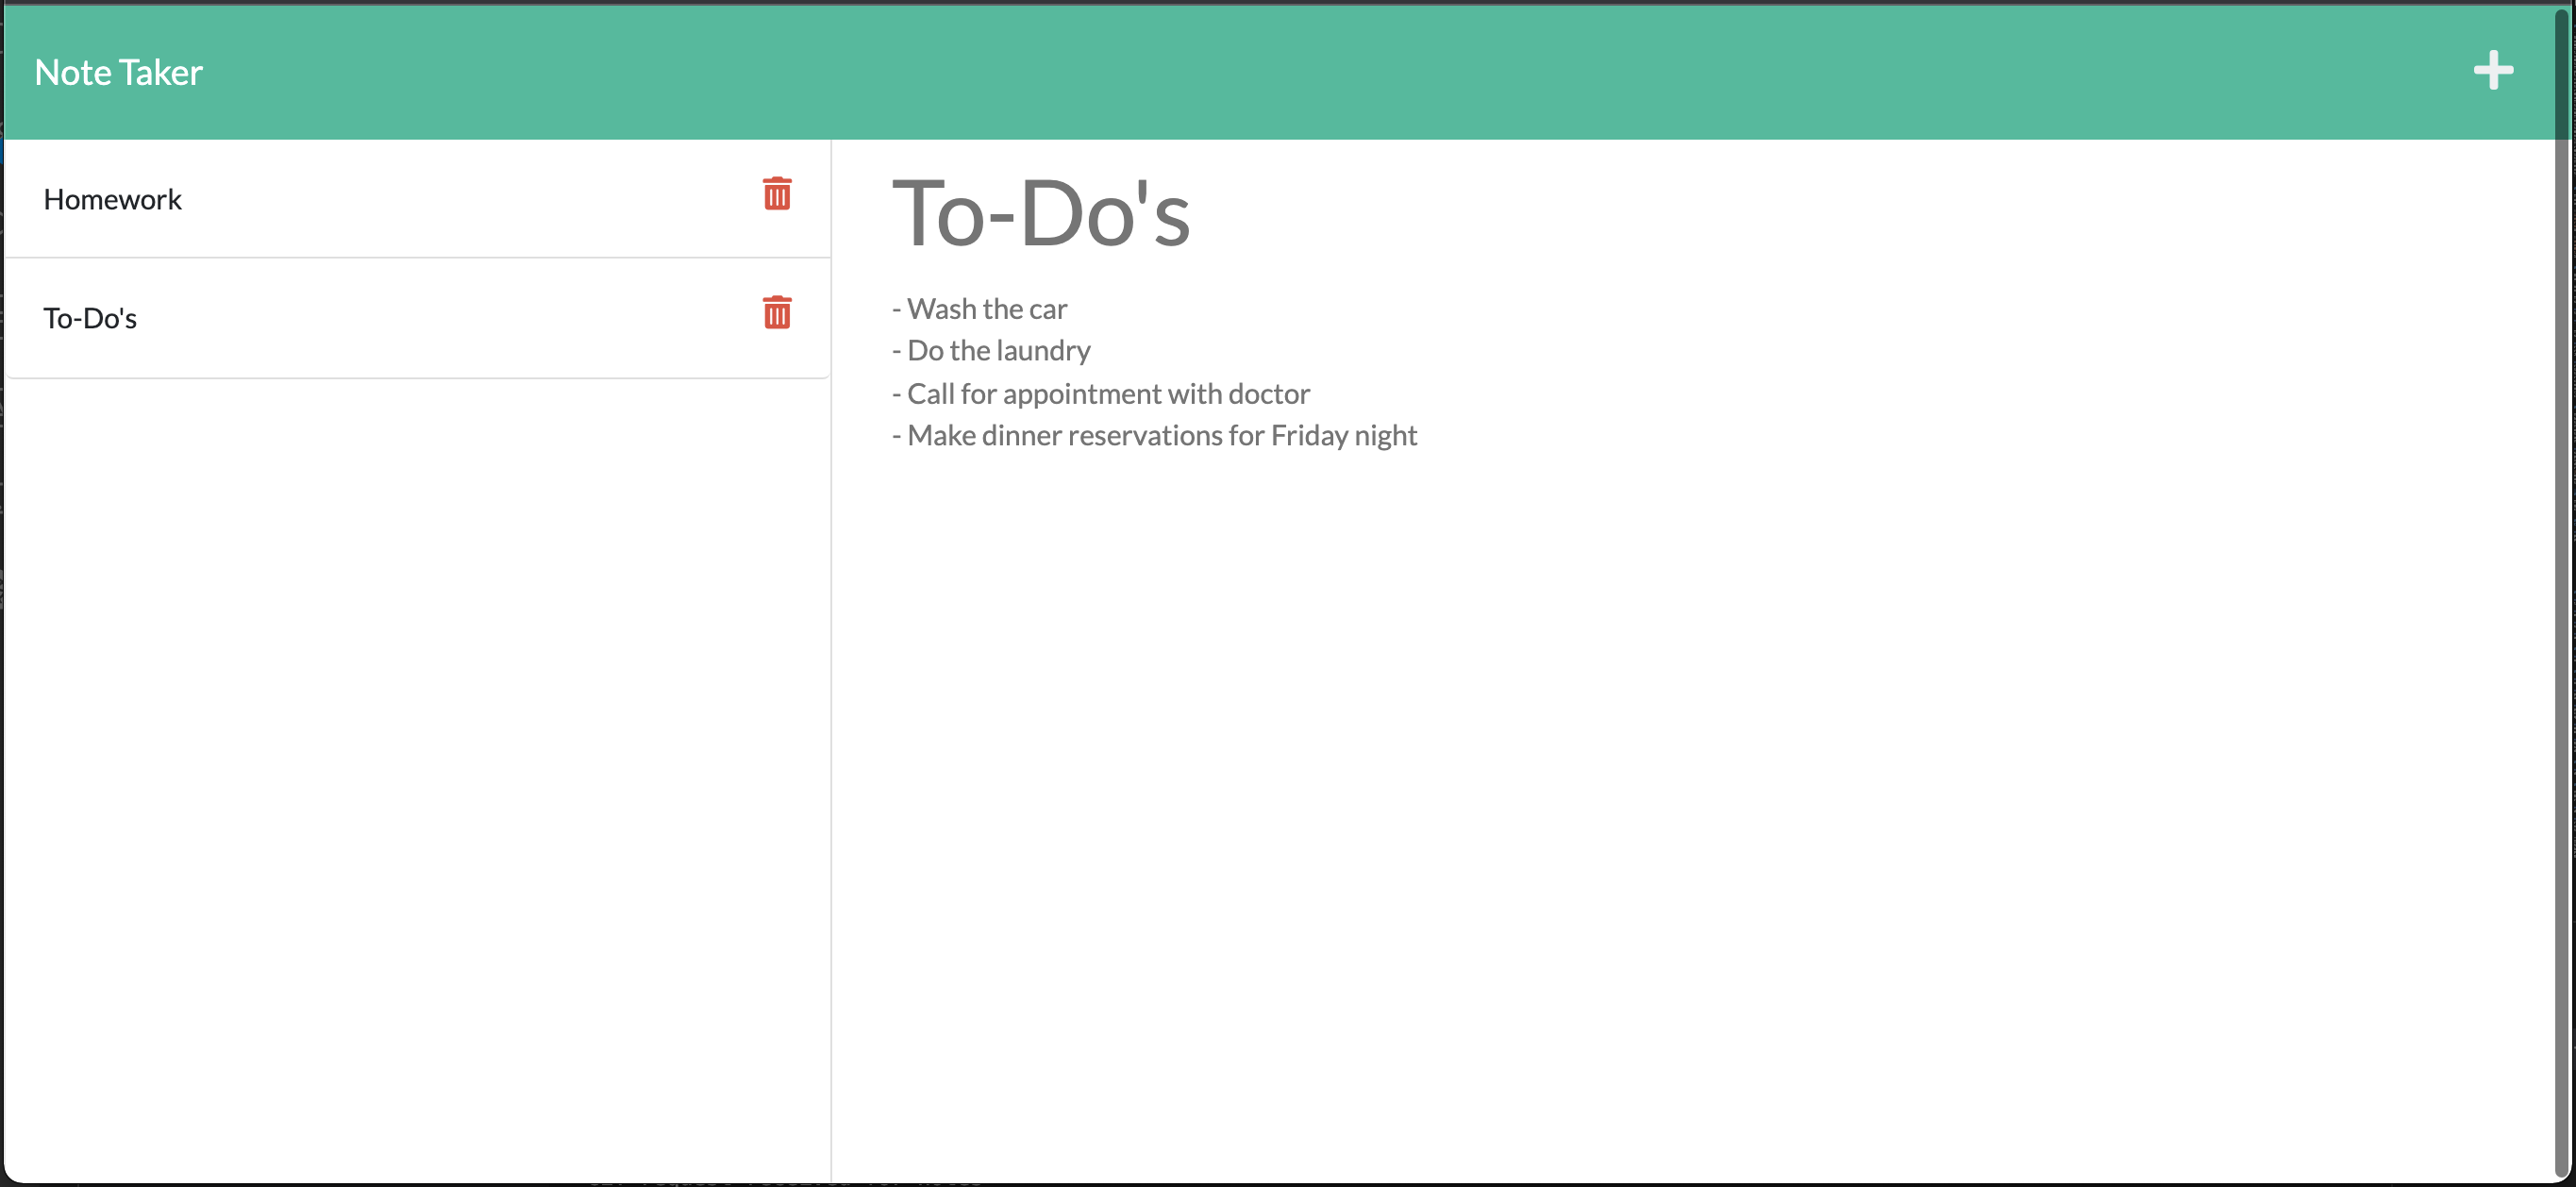 Note Taker
Homework
To-Do's
To-Do's
- Wash the car
- Do the laundry
- Call for appointment with doctor
- Make dinner reservations for Friday night